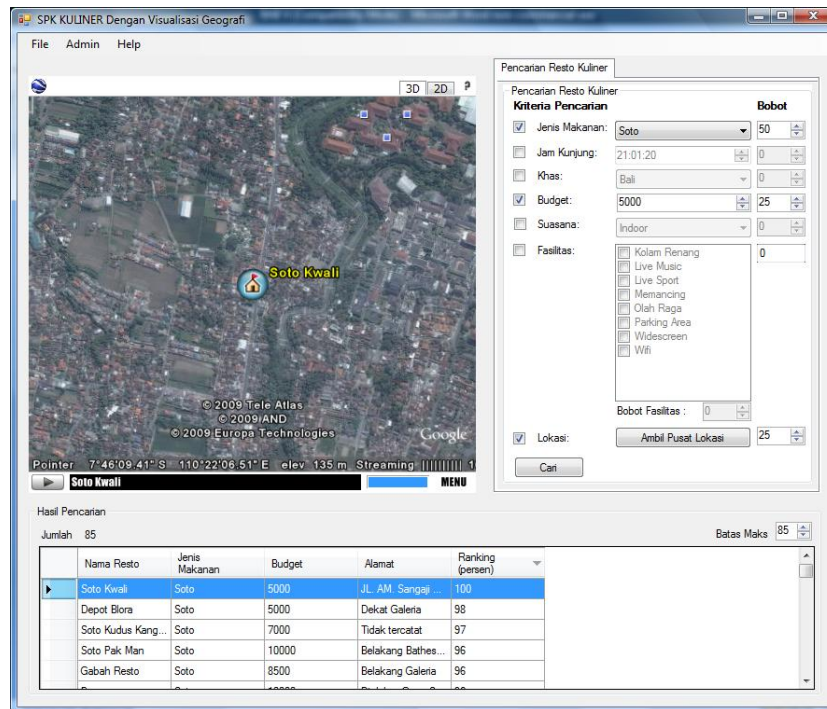 SPK KULINER Dengan Visualisasi Geografi
File Admin Help
3D 2D ?
Soto Kwali
© 2009 Tele Atlas
© 2009 AND
© 2009 Europa Technologies
Google
Pointer 7°46'09.41" S 110°22'06.51" E elev 135 m Streaming |||||||||| 1
Soto Kwali MENU
Pencarian Resto Kuliner
Pencarian Resto Kuliner
Kriteria Pencarian Bobot
Jenis Makanan: Soto 50
Jam Kunjung: 21:01:20 0
Khas: Bali 0
Budget: 5000 25
Suasana: Indoor 0
Fasilitas: 0
Kolam Renang
Live Music
Live Sport
Memancing
Olah Raga
Parking Area
Widescreen
Wifi
Bobot Fasilitas : 0
Lokasi: Ambil Pusat Lokasi 25
Cari
Hasil Pencarian
Jumlah 85 Batas Maks 85
Nama Resto Jenis Makanan Budget Alamat Ranking (persen)
Soto Kwali Soto 5000 JL. AM. Sangaji ... 100
Depot Blora Soto 5000 Dekat Galeria 98
Soto Kudus Kang... Soto 7000 Tidak tercatat 97
Soto Pak Man Soto 10000 Belakang Bathes... 96
Gabah Resto Soto 8500 Belakang Galeria 96